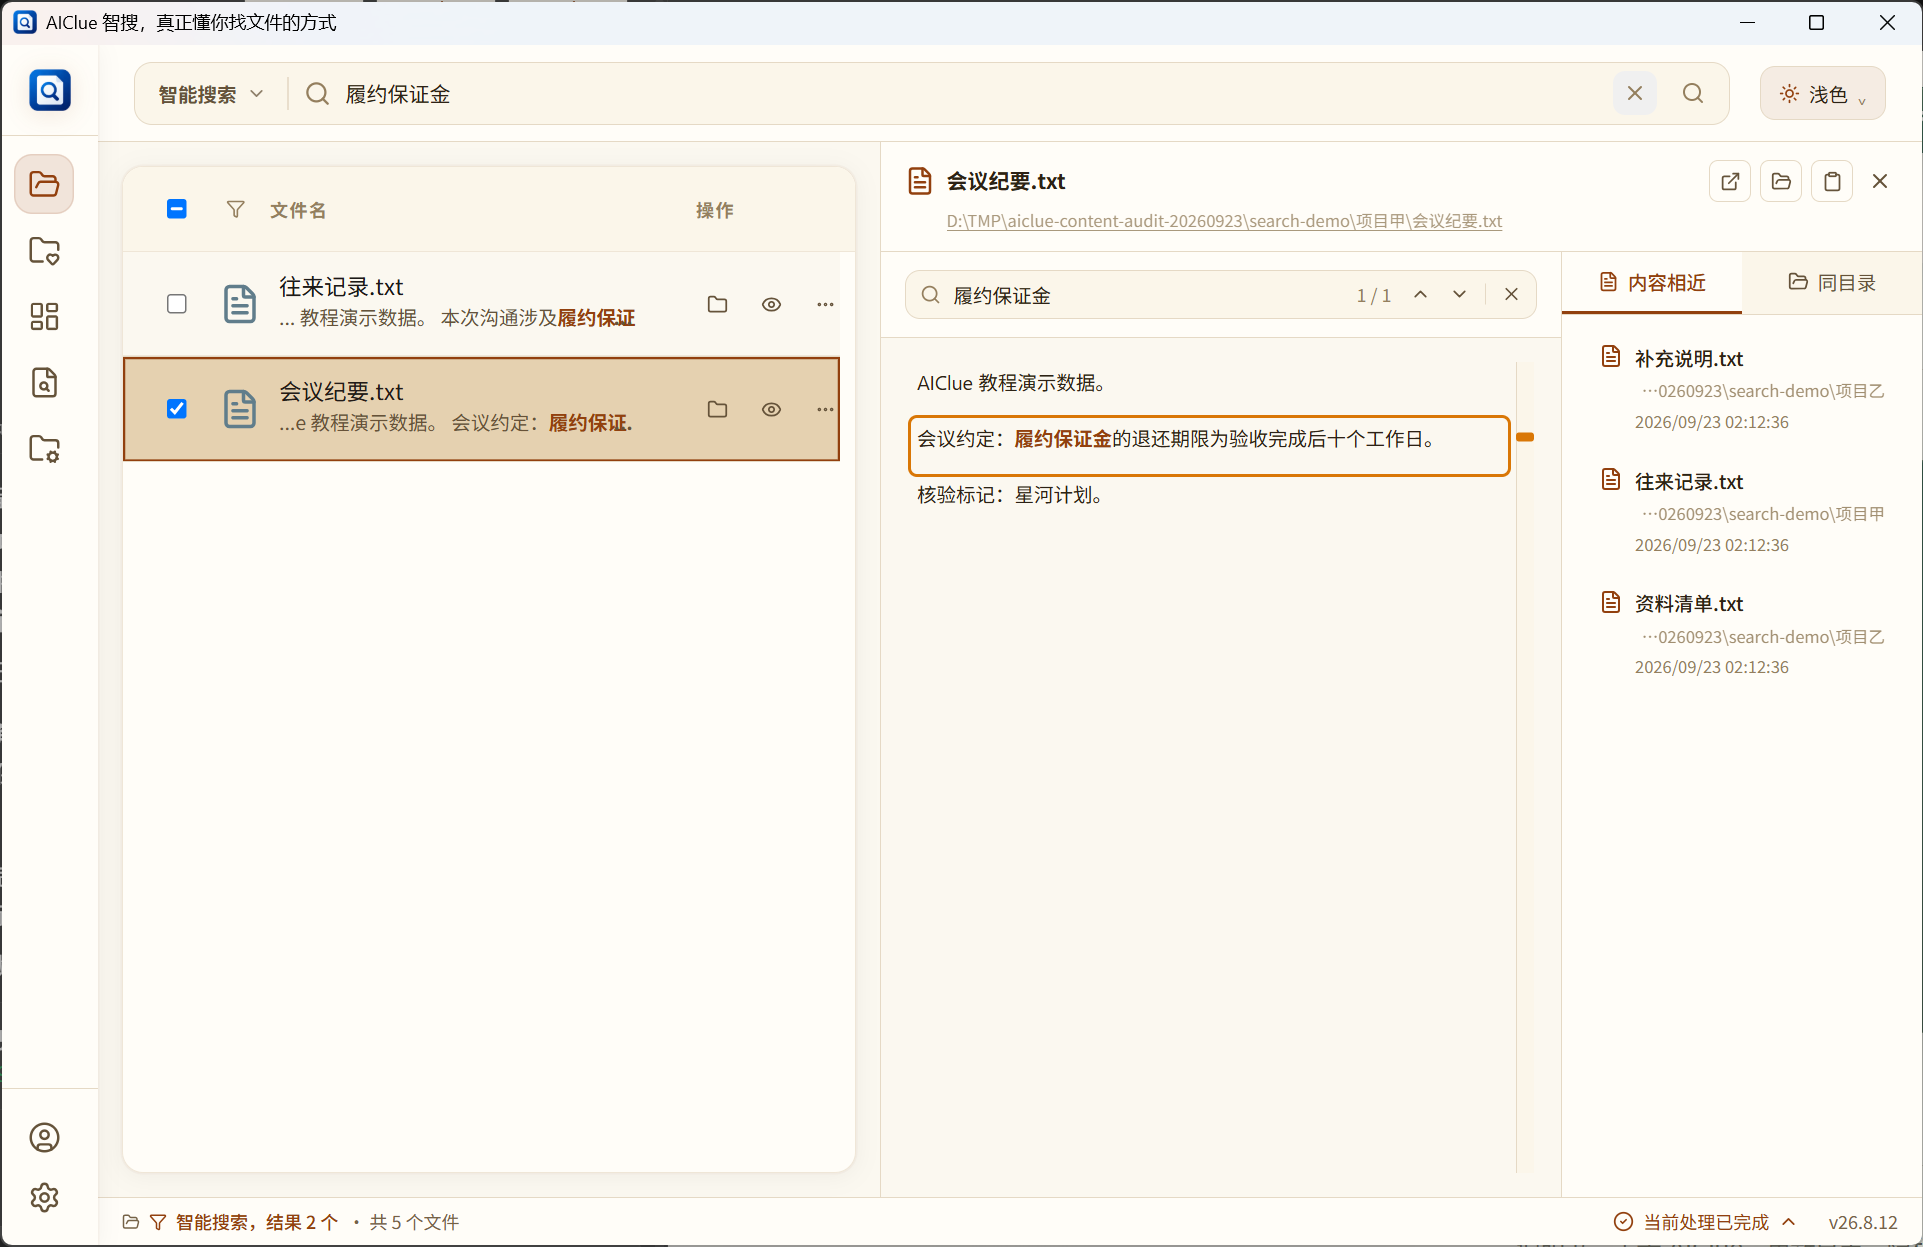 AIClue 智搜，真正懂你找文件的方式
智能搜索
履约保证金
浅色
文件名
操作
往来记录.txt
... 教程演示数据。 本次沟通涉及履约保证
会议纪要.txt
...e 教程演示数据。 会议约定：履约保证.
会议纪要.txt
D:\TMP\aiclue-content-audit-20260923\search-demo\项目甲\会议纪要.txt
履约保证金
1 / 1
AIClue 教程演示数据。
会议约定：履约保证金的退还期限为验收完成后十个工作日。
核验标记：星河计划。
内容相近
同目录
补充说明.txt
…0260923\search-demo\项目乙
2026/09/23 02:12:36
往来记录.txt
…0260923\search-demo\项目甲
2026/09/23 02:12:36
资料清单.txt
…0260923\search-demo\项目乙
2026/09/23 02:12:36
智能搜索，结果 2 个 • 共 5 个文件
当前处理已完成
v26.8.12